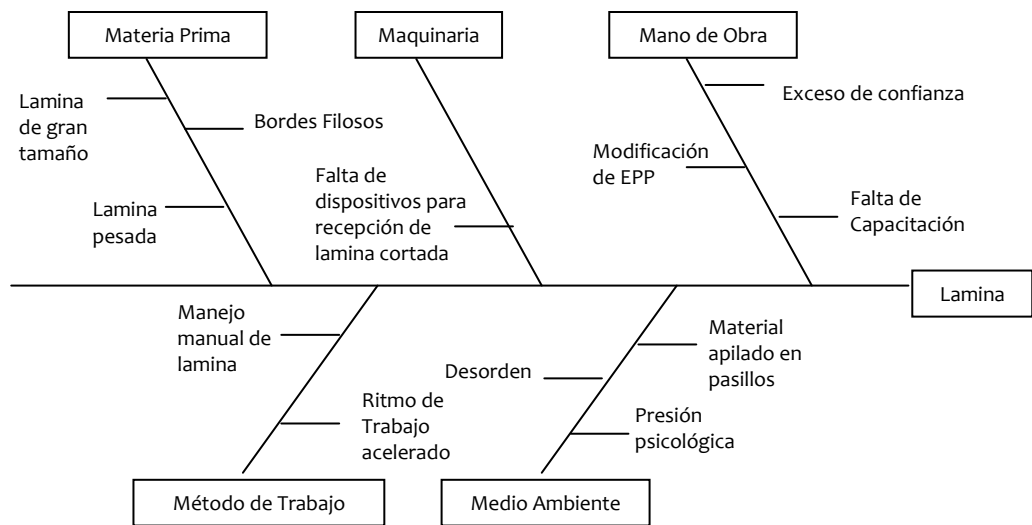 Materia Prima
Maquinaria
Mano de Obra
Lamina
de gran
tamaño
Bordes Filosos
Lamina
pesada
Falta de
dispositivos para
recepción de
lamina cortada
Exceso de confianza
Modificación
de EPP
Falta de
Capacitación
Lamina
Manejo
manual de
lamina
Ritmo de
Trabajo
acelerado
Desorden
Material
apilado en
pasillos
Presión
psicológica
Método de Trabajo
Medio Ambiente